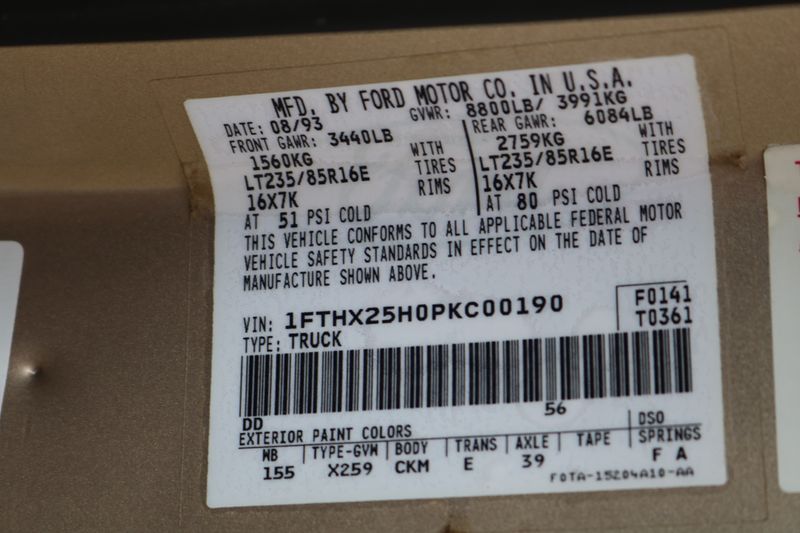 MFD. BY FORD MOTOR CO. IN U.S.A.
DATE: 08/93 GVWR: 8800LB/ 3991KG
FRONT GAWR: 3440LB REAR GAWR: 6084LB
1560KG WITH 2759KG WITH
LT235/85R16E TIRES LT235/85R16E TIRES
16X7K RIMS 16X7K RIMS
AT 51 PSI COLD AT 80 PSI COLD
THIS VEHICLE CONFORMS TO ALL APPLICABLE FEDERAL MOTOR
VEHICLE SAFETY STANDARDS IN EFFECT ON THE DATE OF
MANUFACTURE SHOWN ABOVE.
VIN: 1FTHX25H0PKC00190 F0141
TYPE: TRUCK T0361
56
DD
EXTERIOR PAINT COLORS DSO
WB TYPE-GVW BODY TRANS AXLE TAPE SPRINGS
155 X259 CKM E 39 F A
FOTA-15204A10-AA